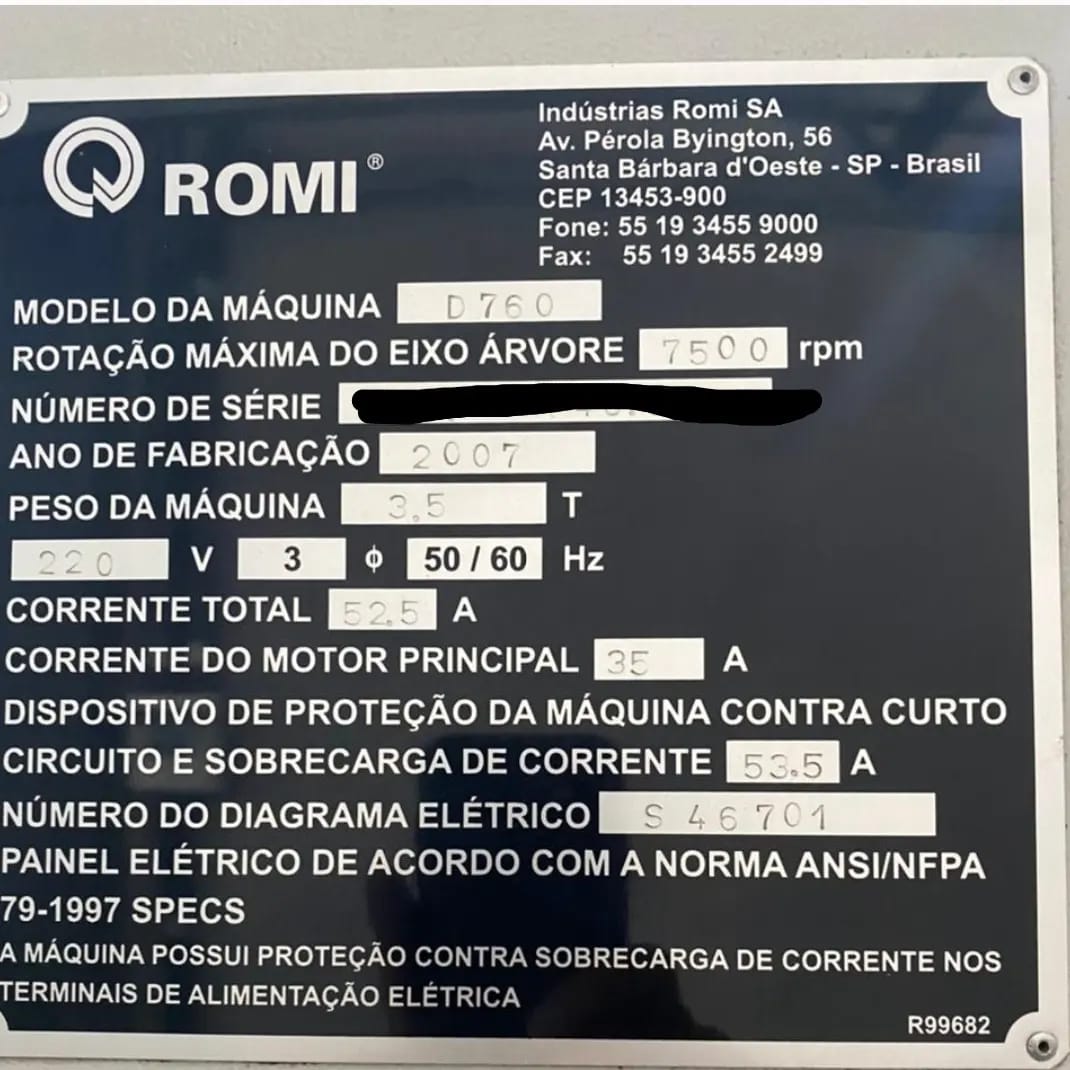 ROMI®
Indústrias Romi SA
Av. Pérola Byington, 56
Santa Bárbara d'Oeste - SP - Brasil
CEP 13453-900
Fone: 55 19 3455 9000
Fax: 55 19 3455 2499
MODELO DA MÁQUINA D760
ROTAÇÃO MÁXIMA DO EIXO ÁRVORE 7500 rpm
NÚMERO DE SÉRIE
ANO DE FABRICAÇÃO 2007
PESO DA MÁQUINA 3,5 T
220 V 3 ϕ 50 / 60 Hz
CORRENTE TOTAL 52.5 A
CORRENTE DO MOTOR PRINCIPAL 35 A
DISPOSITIVO DE PROTEÇÃO DA MÁQUINA CONTRA CURTO
CIRCUITO E SOBRECARGA DE CORRENTE 53.5 A
NÚMERO DO DIAGRAMA ELÉTRICO S 46701
PAINEL ELÉTRICO DE ACORDO COM A NORMA ANSI/NFPA
79-1997 SPECS
A MÁQUINA POSSUI PROTEÇÃO CONTRA SOBRECARGA DE CORRENTE NOS
TERMINAIS DE ALIMENTAÇÃO ELÉTRICA
R99682